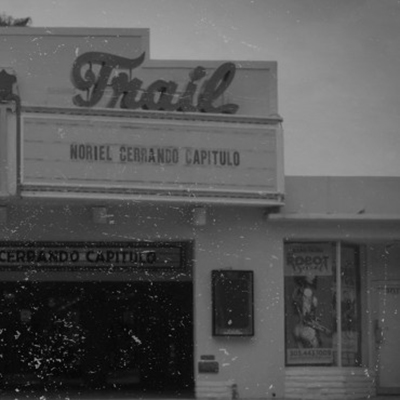 Trail
NORIEL CERRANDO CAPITULO
CERRANDO CAPITULO
ROBOT